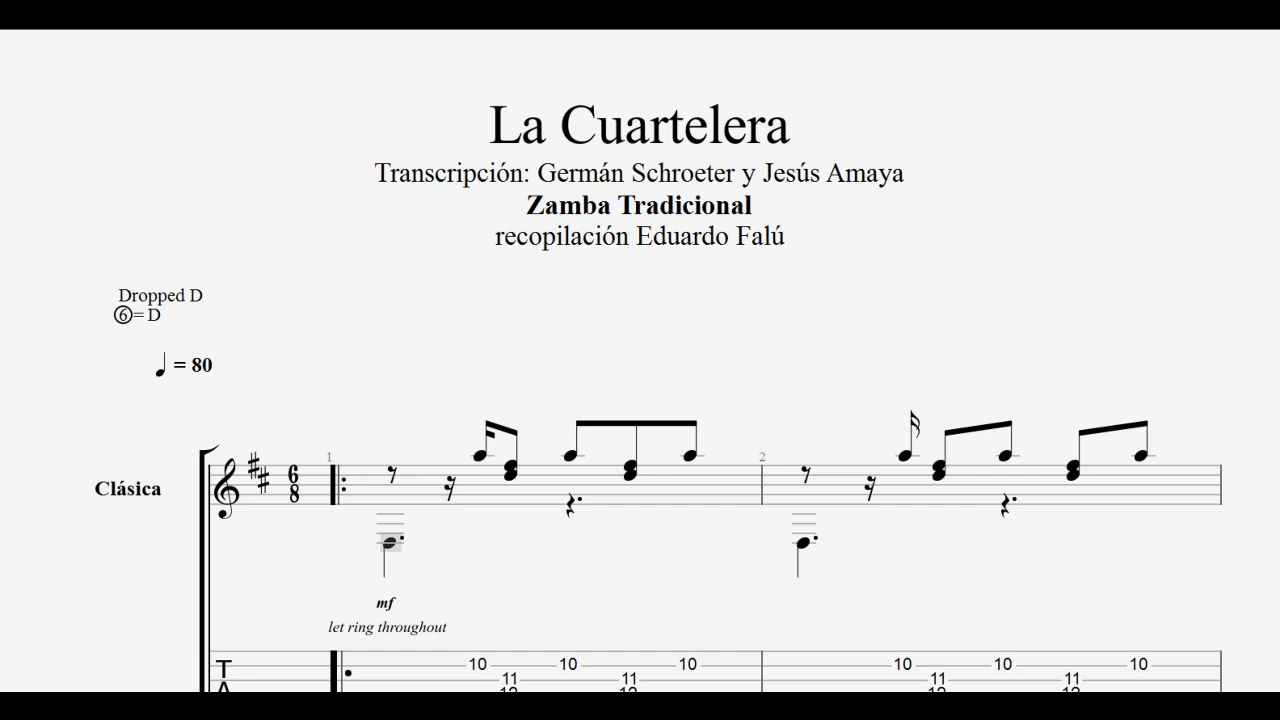 La Cuartelera
Transcripción: Germán Schroeter y Jesús Amaya
Zamba Tradicional
recopilación Eduardo Falú
Dropped D
⑥= D
♩ = 80
1
2
Clásica
6
8
mf
let ring throughout
T
10 10 10 10 10 10
11 11 11 11